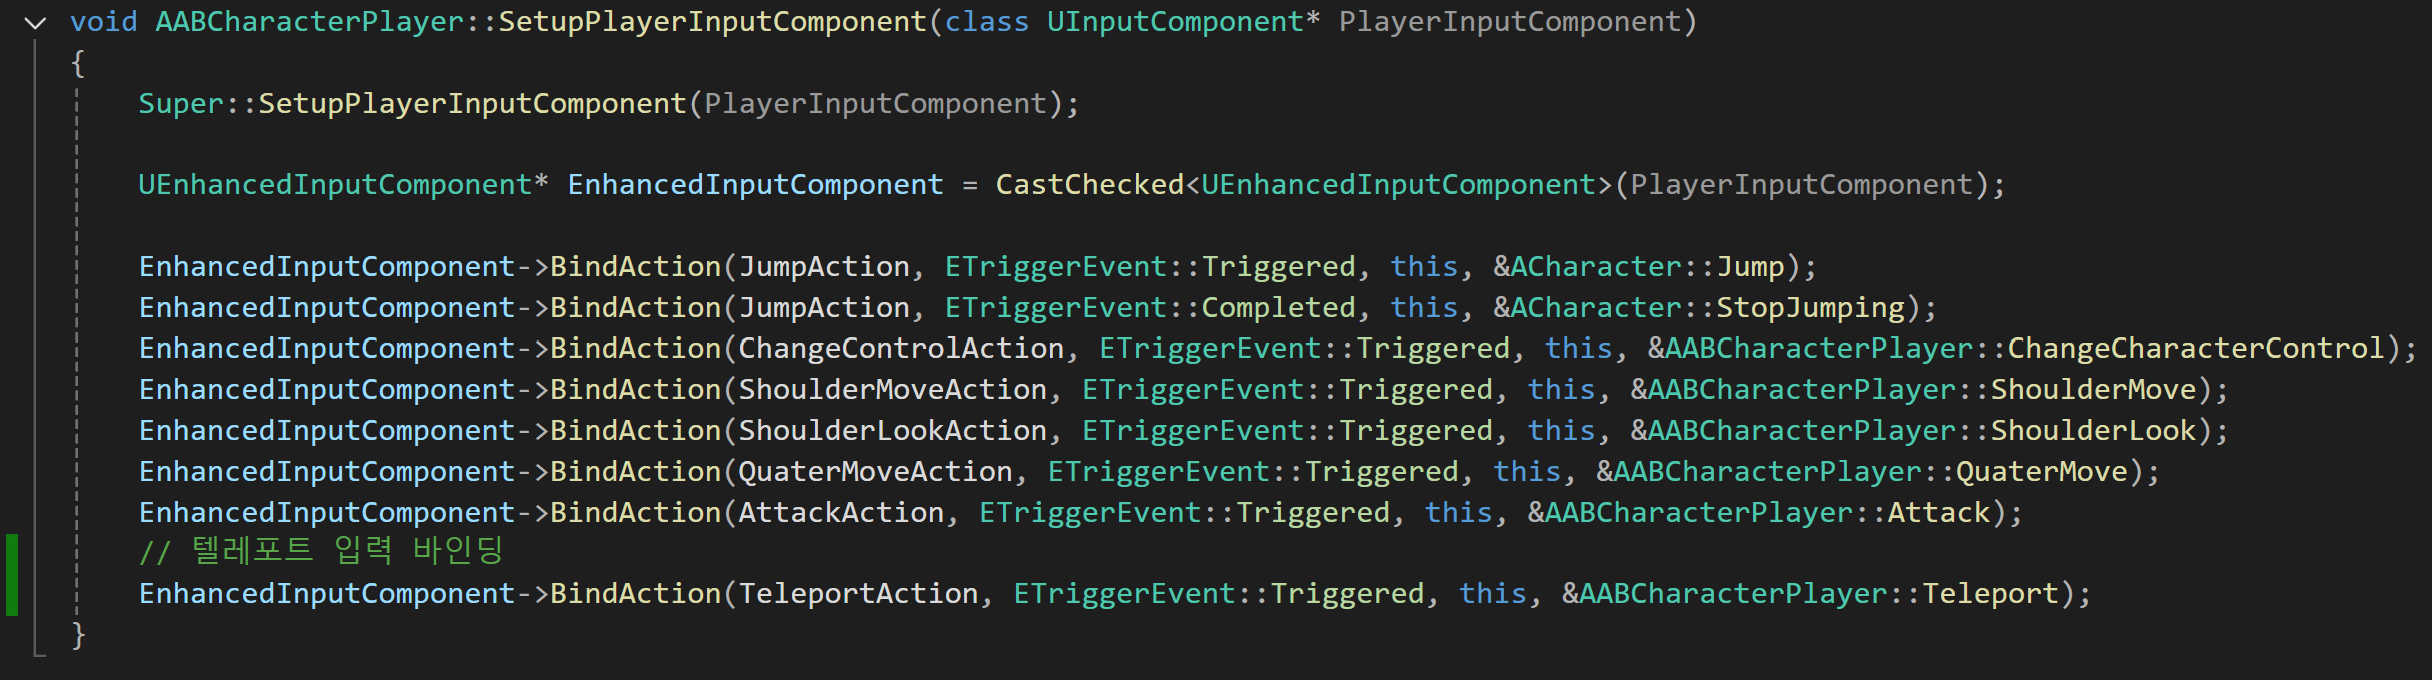 void AABCharacterPlayer::SetupPlayerInputComponent(class UInputComponent* PlayerInputComponent)
{
Super::SetupPlayerInputComponent(PlayerInputComponent);
UEnhancedInputComponent* EnhancedInputComponent = CastChecked<UEnhancedInputComponent>(PlayerInputComponent);
EnhancedInputComponent->BindAction(JumpAction, ETriggerEvent::Triggered, this, &ACharacter::Jump);
EnhancedInputComponent->BindAction(JumpAction, ETriggerEvent::Completed, this, &ACharacter::StopJumping);
EnhancedInputComponent->BindAction(ChangeControlAction, ETriggerEvent::Triggered, this, &AABCharacterPlayer::ChangeCharacterControl);
EnhancedInputComponent->BindAction(ShoulderMoveAction, ETriggerEvent::Triggered, this, &AABCharacterPlayer::ShoulderMove);
EnhancedInputComponent->BindAction(ShoulderLookAction, ETriggerEvent::Triggered, this, &AABCharacterPlayer::ShoulderLook);
EnhancedInputComponent->BindAction(QuaterMoveAction, ETriggerEvent::Triggered, this, &AABCharacterPlayer::QuaterMove);
EnhancedInputComponent->BindAction(AttackAction, ETriggerEvent::Triggered, this, &AABCharacterPlayer::Attack);
// 텔레포트 입력 바인딩
EnhancedInputComponent->BindAction(TeleportAction, ETriggerEvent::Triggered, this, &AABCharacterPlayer::Teleport);
}